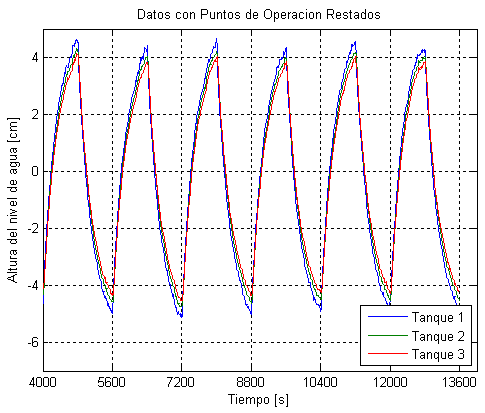 Datos con Puntos de Operacion Restados
Altura del nivel de agua [cm]
4
2
0
-2
-4
-6
Tanque 1
Tanque 2
Tanque 3
4000 5600 7200 8800 10400 12000 13600
Tiempo [s]